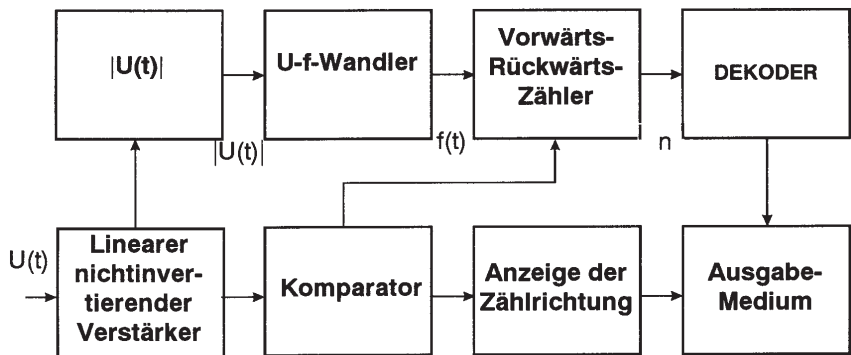 |U(t)|
U-f-Wandler
Vorwärts-
Rückwärts-
Zähler
DEKODER
|U(t)|
f(t)
n
U(t)
Linearer
nichtinver-
tierender
Verstärker
Komparator
Anzeige der
Zählrichtung
Ausgabe-
Medium